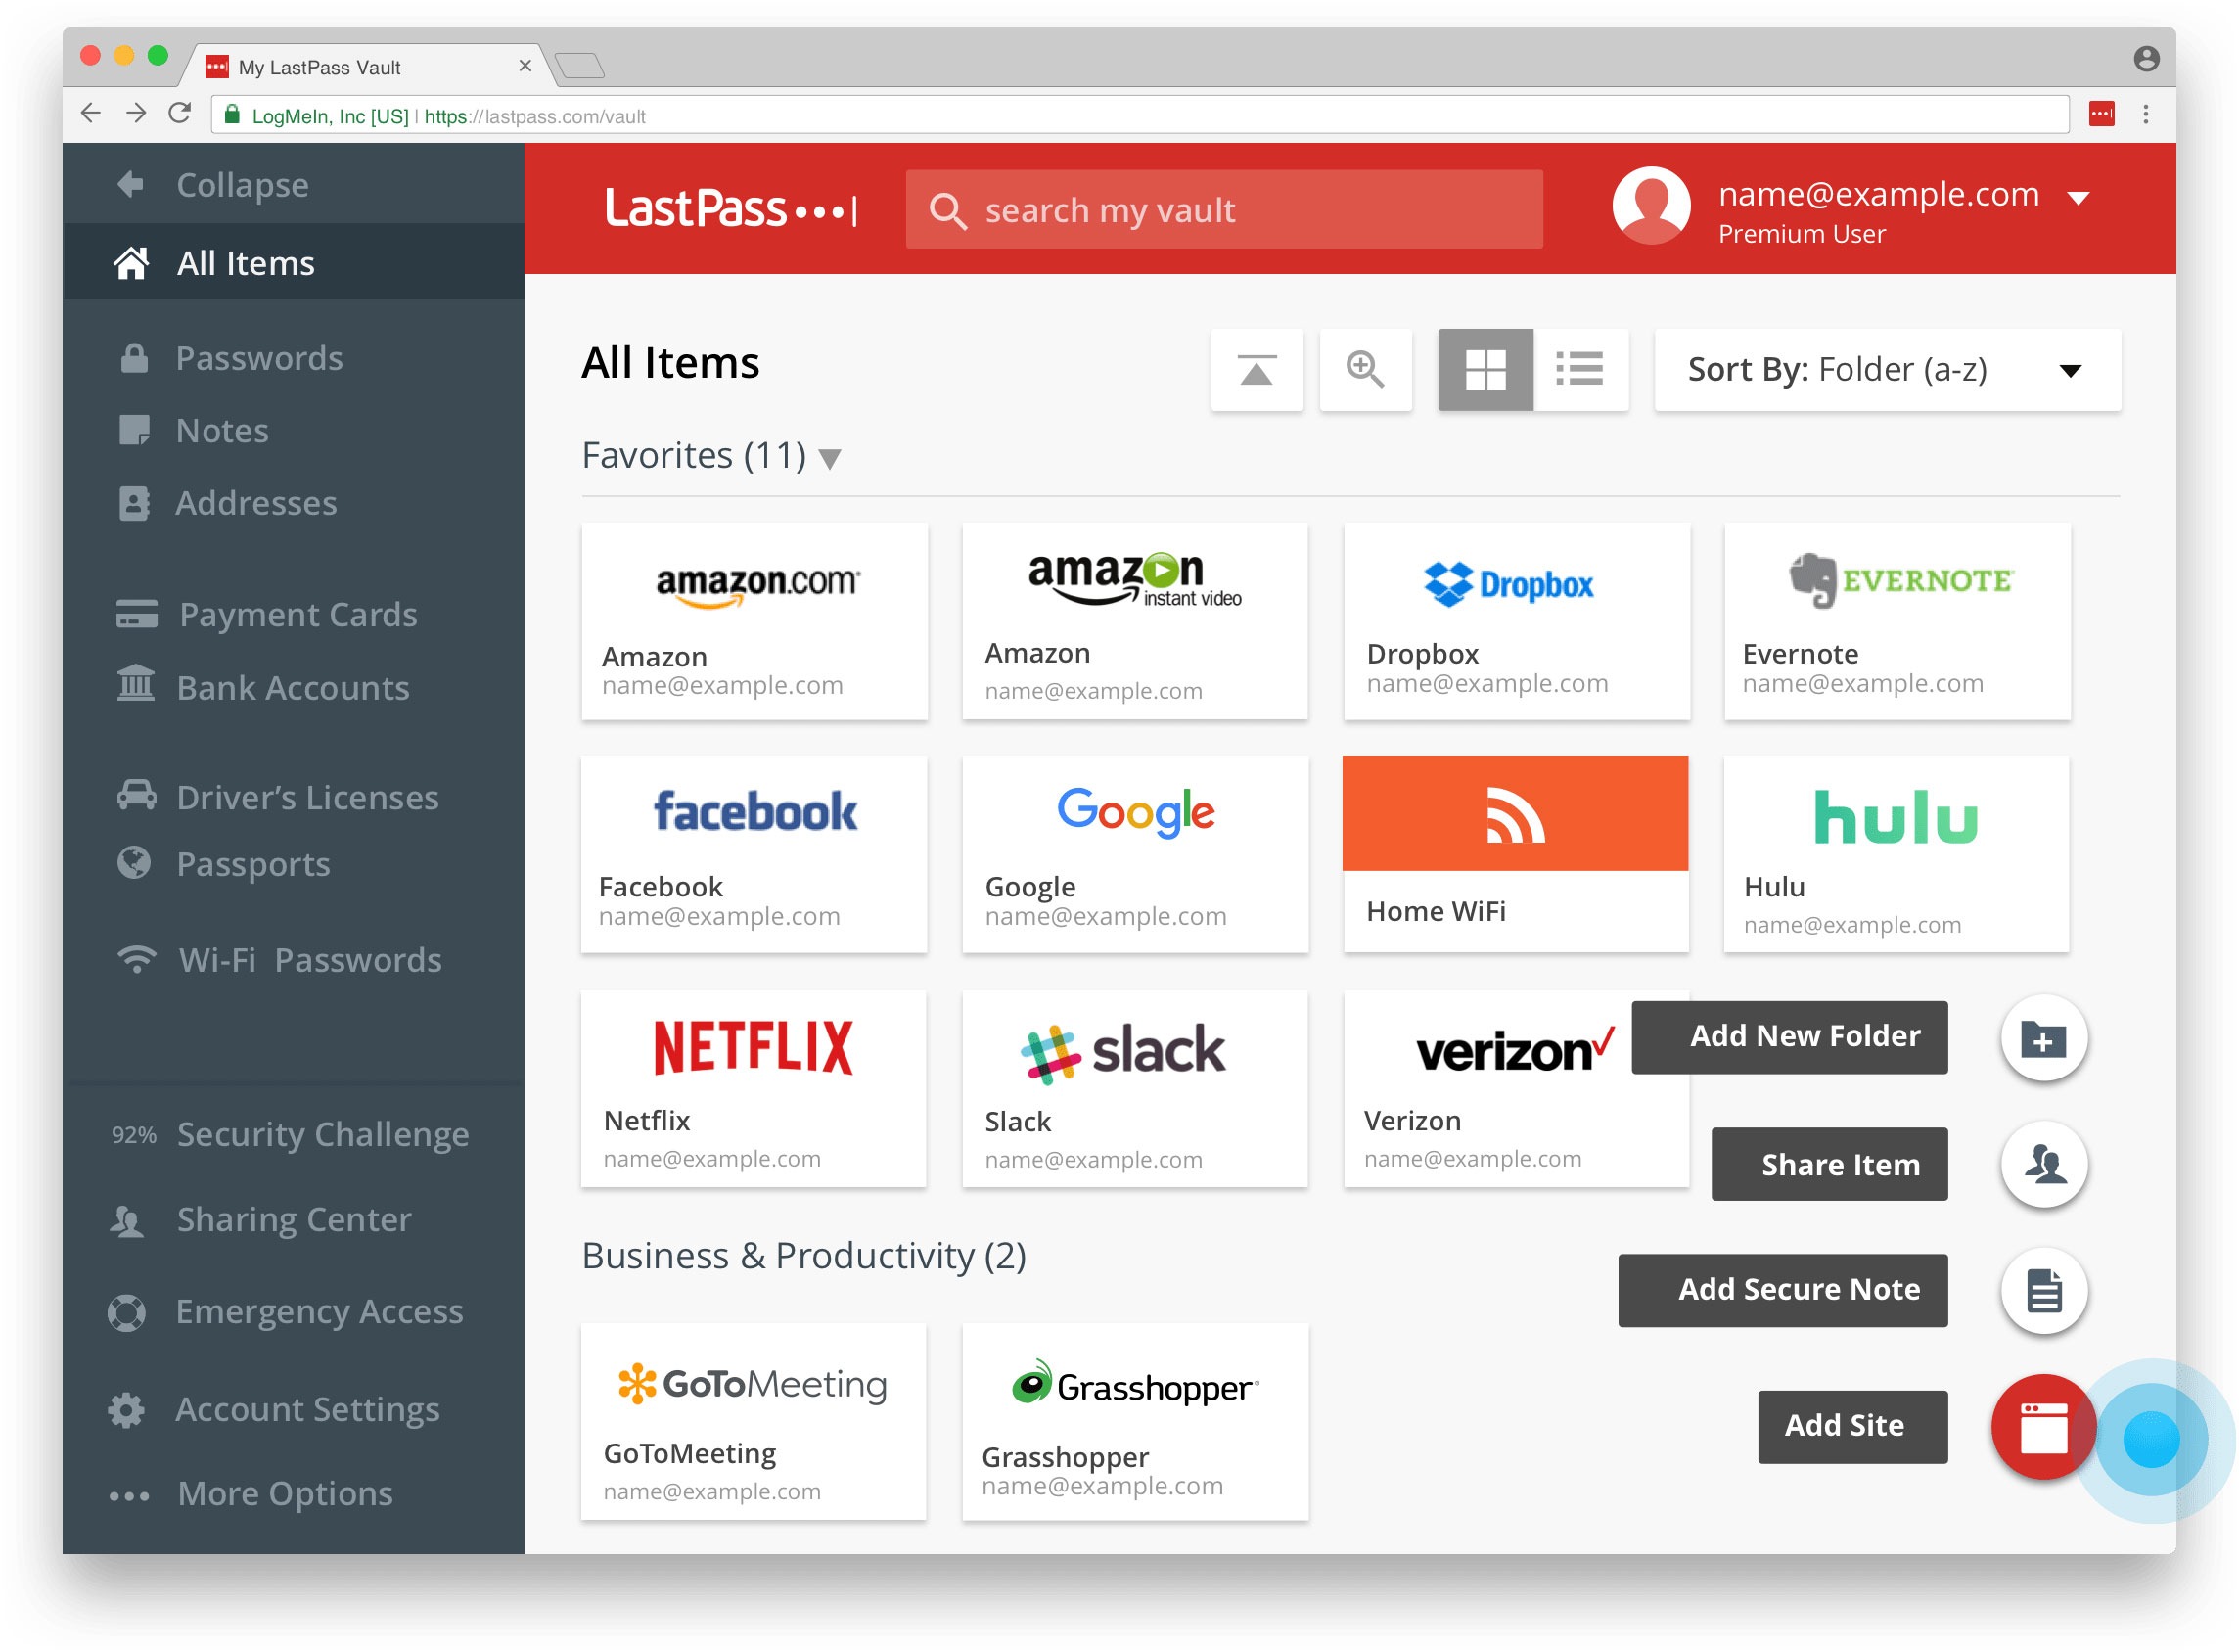 My LastPass Vault
LogMeIn, Inc [US] | https://lastpass.com/vault
Collapse
All Items
Passwords
Notes
Addresses
Payment Cards
Bank Accounts
Driver’s Licenses
Passports
Wi-Fi Passwords
92% Security Challenge
Sharing Center
Emergency Access
Account Settings
More Options
LastPass
search my vault
name@example.com
Premium User
All Items
Sort By: Folder (a-z)
Favorites (11)
amazon.com
Amazon
name@example.com
amazon
instant video
Amazon
name@example.com
Dropbox
Dropbox
name@example.com
EVERNOTE
Evernote
name@example.com
facebook
Facebook
name@example.com
Google
Google
name@example.com
Home WiFi
hulu
Hulu
name@example.com
NETFLIX
Netflix
name@example.com
slack
Slack
name@example.com
verizon
Verizon
name@example.com
Add New Folder
Share Item
Add Secure Note
Add Site
Business & Productivity (2)
GoToMeeting
GoToMeeting
name@example.com
Grasshopper
Grasshopper
name@example.com